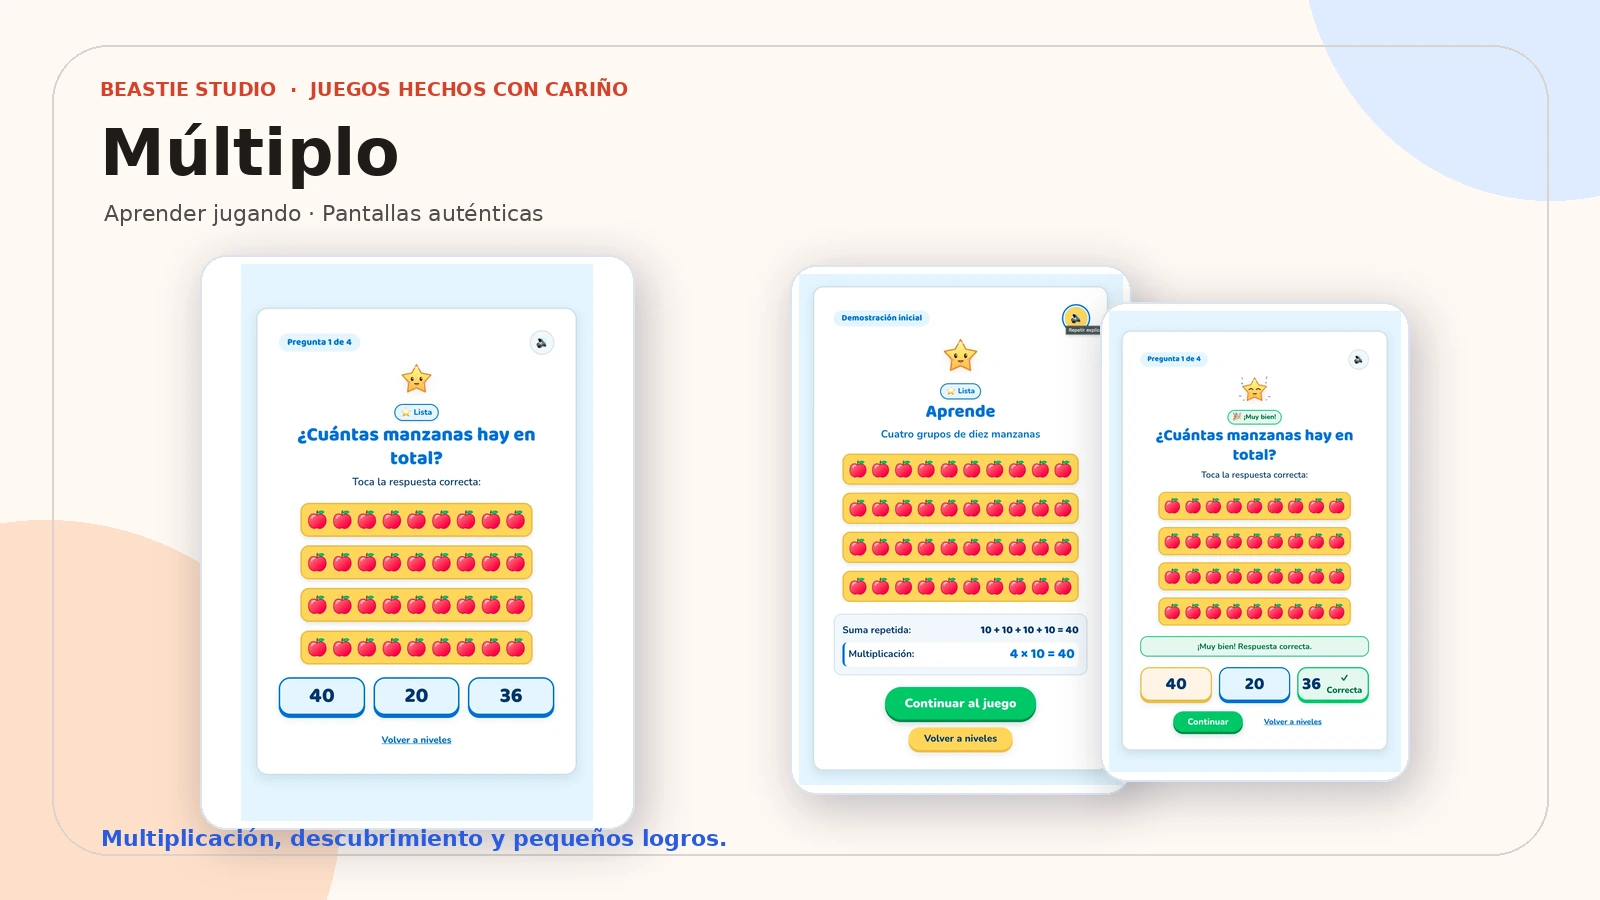 BEASTIE STUDIO · JUEGOS HECHOS CON CARIÑO
Múltiplo
Aprender jugando · Pantallas auténticas
Pregunta 1 de 4
Lista
¿Cuántas manzanas hay en
total?
Toca la respuesta correcta:
40
20
36
Volver a niveles
Demostración inicial
Repetir
Lista
Aprende
Cuatro grupos de diez manzanas
Suma repetida: 10 + 10 + 10 + 10 = 40
Multiplicación: 4 × 10 = 40
Continuar al juego
Volver a niveles
Pregunta 1 de 4
¡Muy bien!
¿Cuántas manzanas hay en
total?
Toca la respuesta correcta:
¡Muy bien! Respuesta correcta.
40
20
36 ✓ Correcta
Continuar
Volver a niveles
Multiplicación, descubrimiento y pequeños logros.